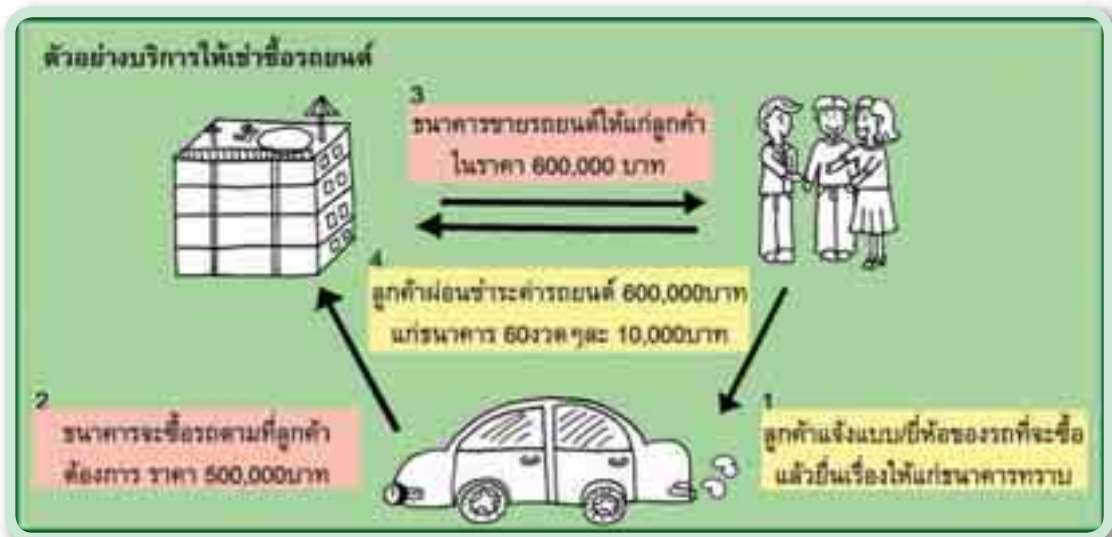 ตัวอย่างบริการให้เช่าซื้อรถยนต์
3
ธนาคารขายรถยนต์ให้แก่ลูกค้า
ในราคา 600,000 บาท
4
ลูกค้าผ่อนชำระค่ารถยนต์ 600,000บาท
แก่ธนาคาร 60งวดๆละ 10,000บาท
2
ธนาคารจะซื้อรถตามที่ลูกค้า
ต้องการ ราคา 500,000บาท
1
ลูกค้าแจ้งแบบ/ยี่ห้อของรถที่จะซื้อ
แล้วยื่นเรื่องให้แก่ธนาคารทราบ